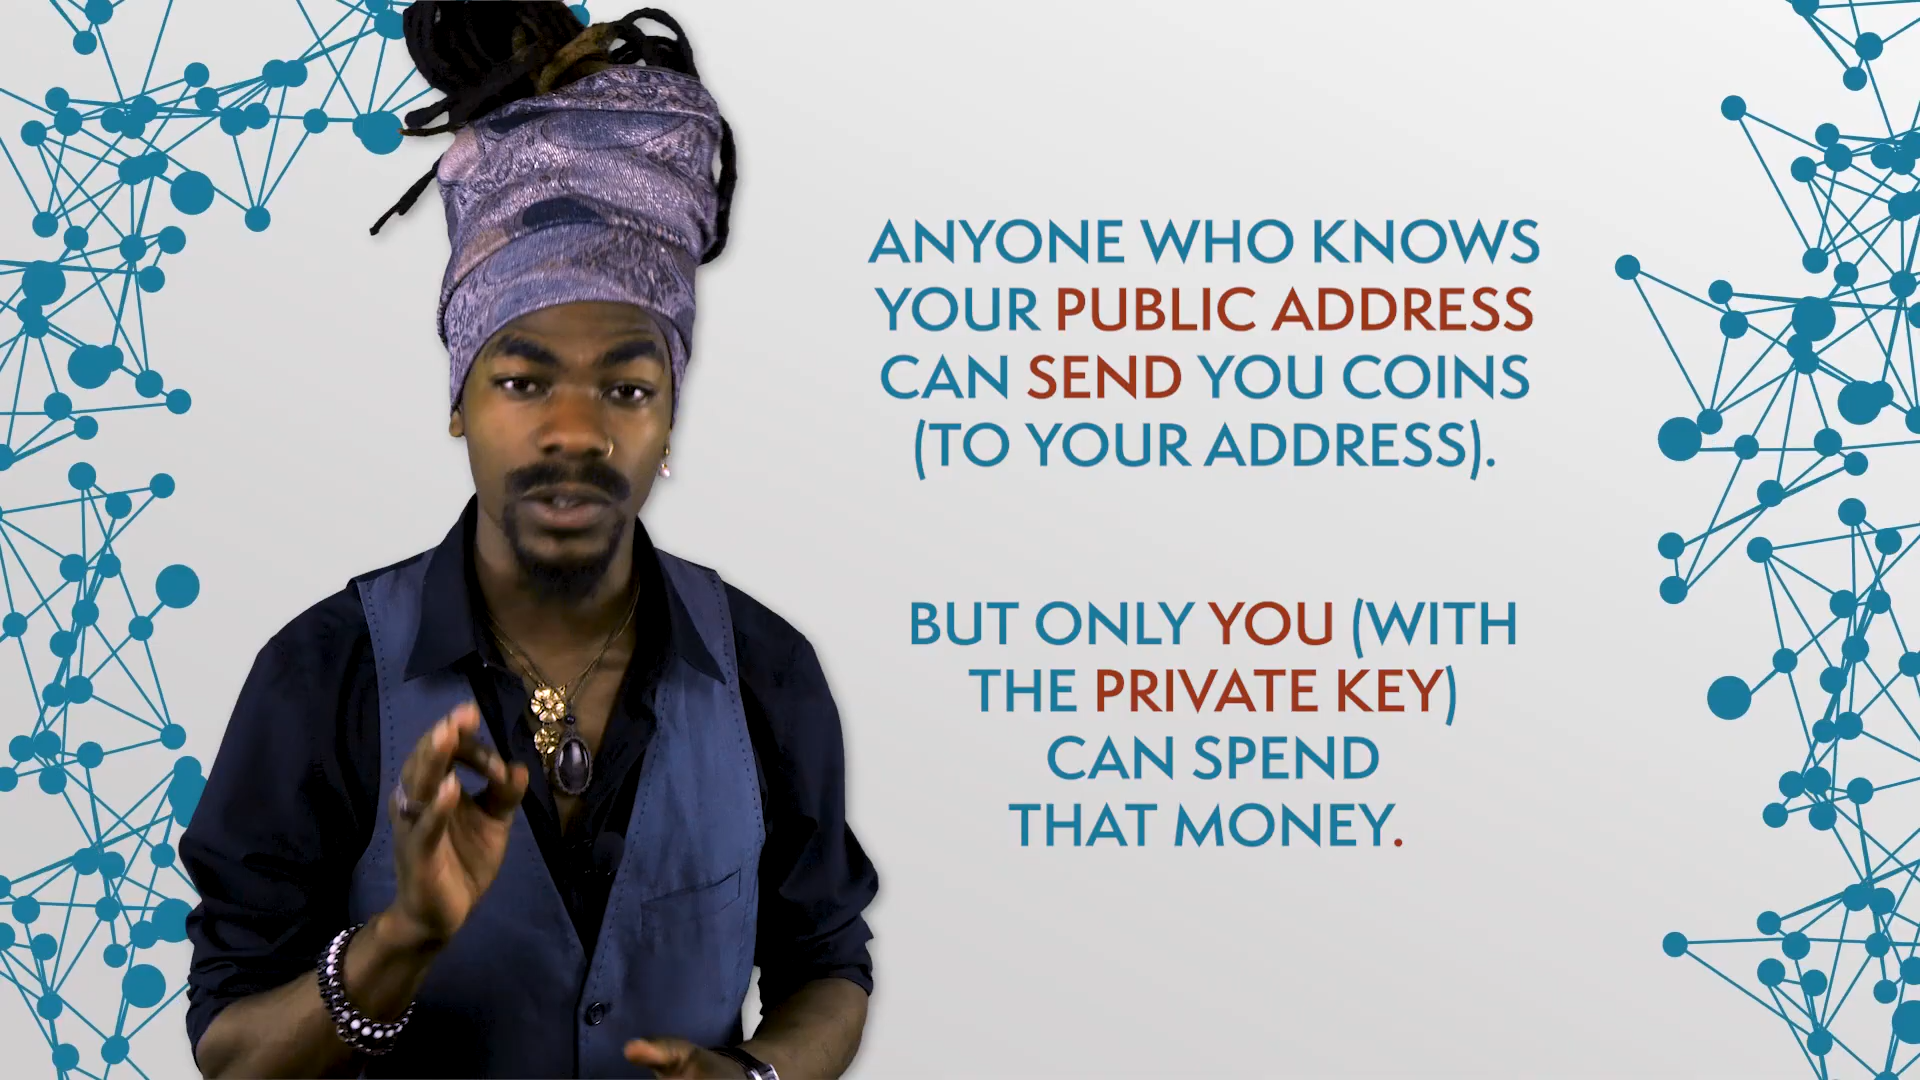 ANYONE WHO KNOWS
YOUR PUBLIC ADDRESS
CAN SEND YOU COINS
(TO YOUR ADDRESS).
BUT ONLY YOU (WITH
THE PRIVATE KEY)
CAN SPEND
THAT MONEY.